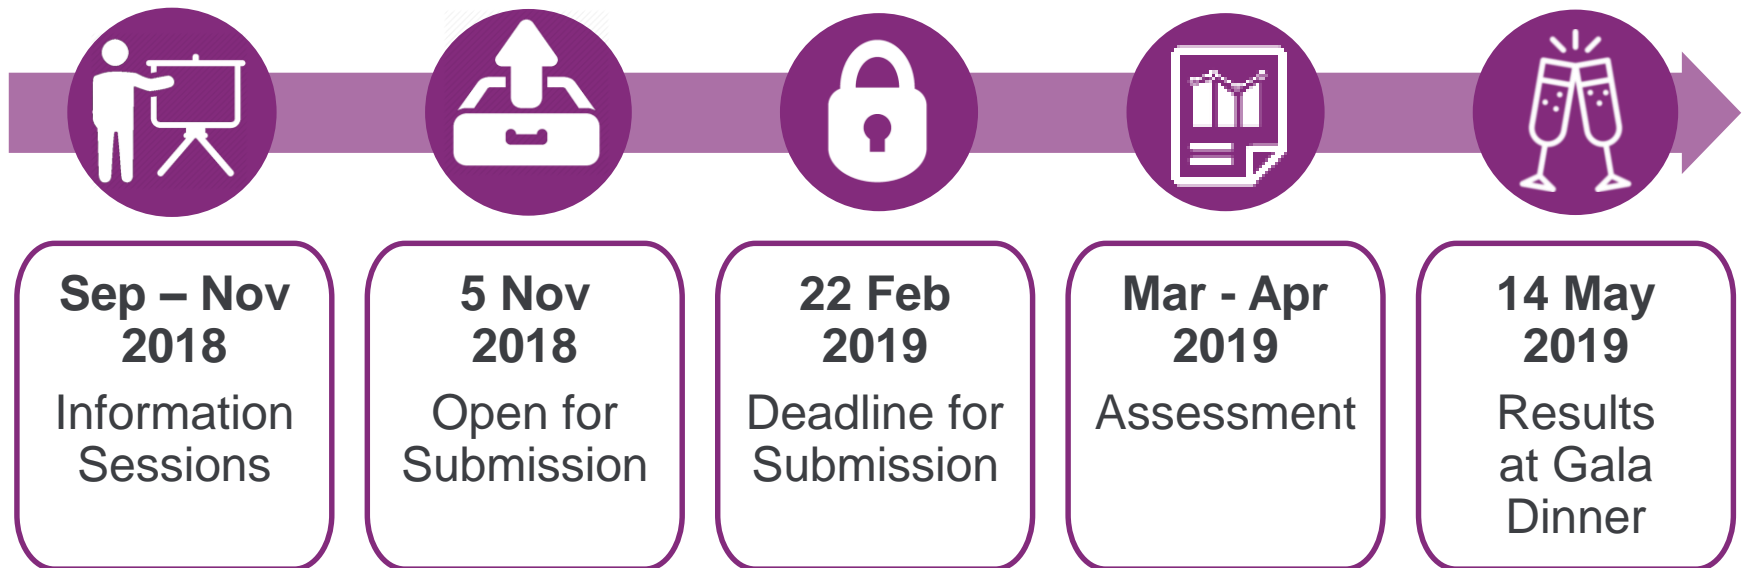 Sep – Nov
2018
Information
Sessions
5 Nov
2018
Open for
Submission
22 Feb
2019
Deadline for
Submission
Mar - Apr
2019
Assessment
14 May
2019
Results
at Gala
Dinner